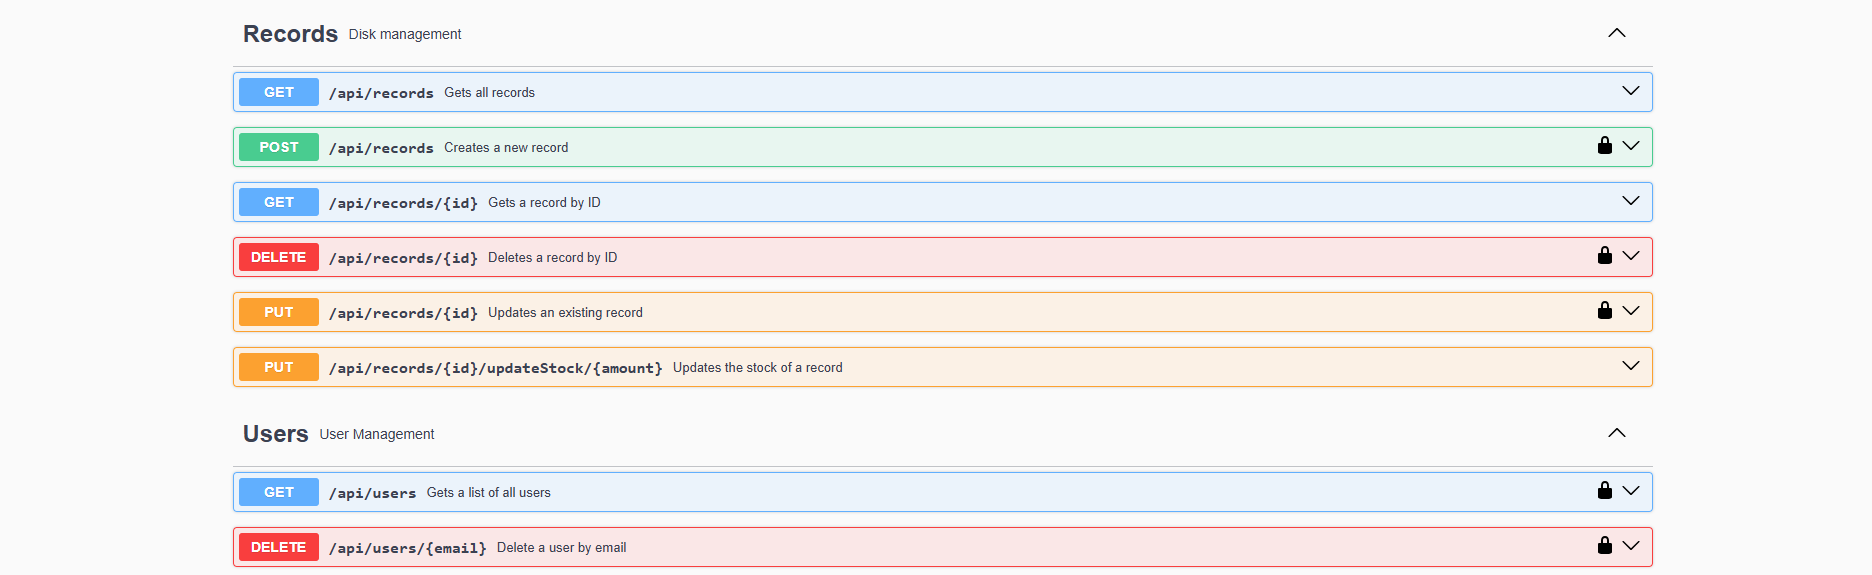 Records Disk management
GET /api/records Gets all records
POST /api/records Creates a new record
GET /api/records/{id} Gets a record by ID
DELETE /api/records/{id} Deletes a record by ID
PUT /api/records/{id} Updates an existing record
PUT /api/records/{id}/updateStock/{amount} Updates the stock of a record
Users User Management
GET /api/users Gets a list of all users
DELETE /api/users/{email} Delete a user by email